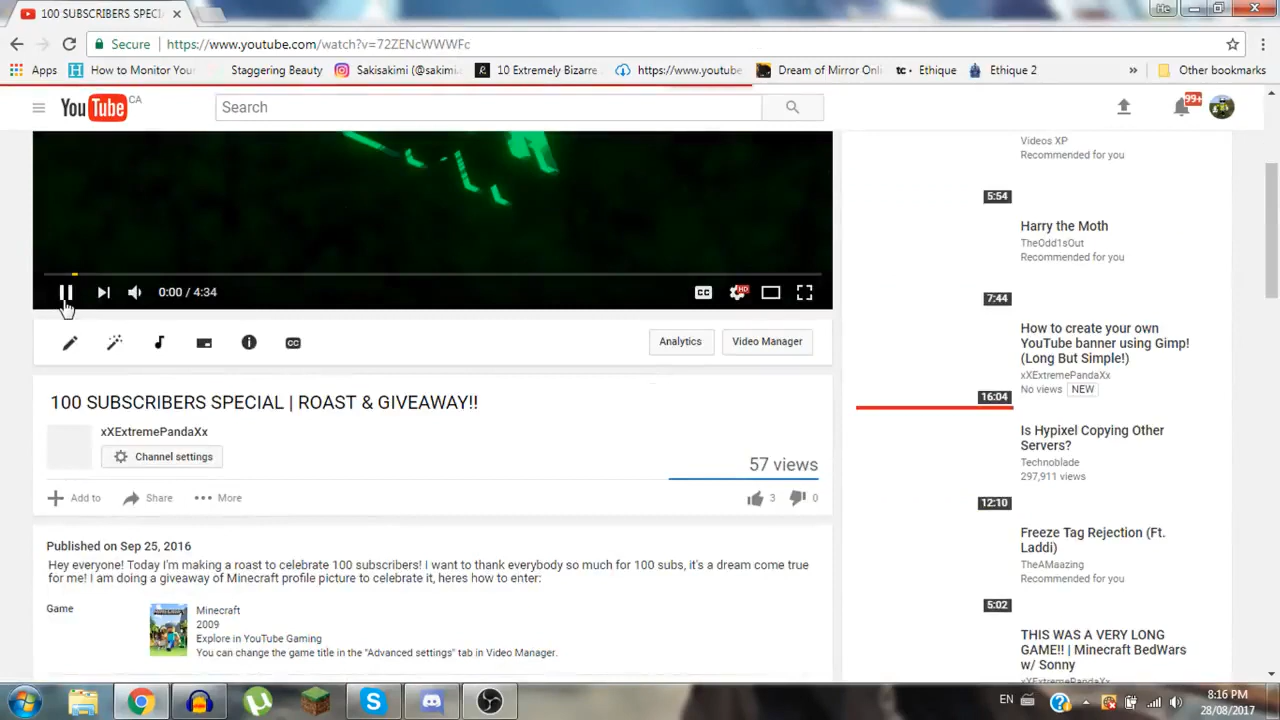 100 SUBSCRIBERS SPECI
He
Secure
https://www.youtube.com/watch?v=72ZENcWWWFc
Apps
How to Monitor Your
Staggering Beauty
Sakisakimi (@sakimi.
10 Extremely Bizarre
https://www.youtube
Dream of Mirror Onli
tc • Ethique
Ethique 2
»
Other bookmarks
YouTube CA
Search
99+
0:00 / 4:34
CC
HD
CC
Analytics
Video Manager
100 SUBSCRIBERS SPECIAL | ROAST & GIVEAWAY!!
xXExtremePandaXx
Channel settings
57 views
Add to
Share
More
3
0
Published on Sep 25, 2016
Hey everyone! Today I'm making a roast to celebrate 100 subscribers! I want to thank everybody so much for 100 subs, it's a dream come true
for me! I am doing a giveaway of Minecraft profile picture to celebrate it, heres how to enter:
Game
Minecraft
2009
Explore in YouTube Gaming
You can change the game title in the "Advanced settings" tab in Video Manager.
Videos XP
Recommended for you
5:54
Harry the Moth
TheOdd1sOut
Recommended for you
7:44
How to create your own
YouTube banner using Gimp!
(Long But Simple!)
xXExtremePandaXx
No views NEW
16:04
Is Hypixel Copying Other
Servers?
Technoblade
297,911 views
12:10
Freeze Tag Rejection (Ft.
Laddi)
TheAMaazing
Recommended for you
5:02
THIS WAS A VERY LONG
GAME!! | Minecraft BedWars
w/ Sonny
xXExtremePandaXx
EN
8:16 PM
28/08/2017